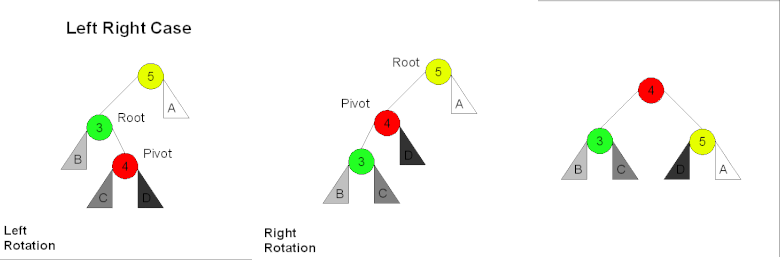 Left Right Case
5
A
3 Root
B
4 Pivot
C D
Left
Rotation
Root 5
A
Pivot 4
D
3
B C
Right
Rotation
4
3 5
B C D A